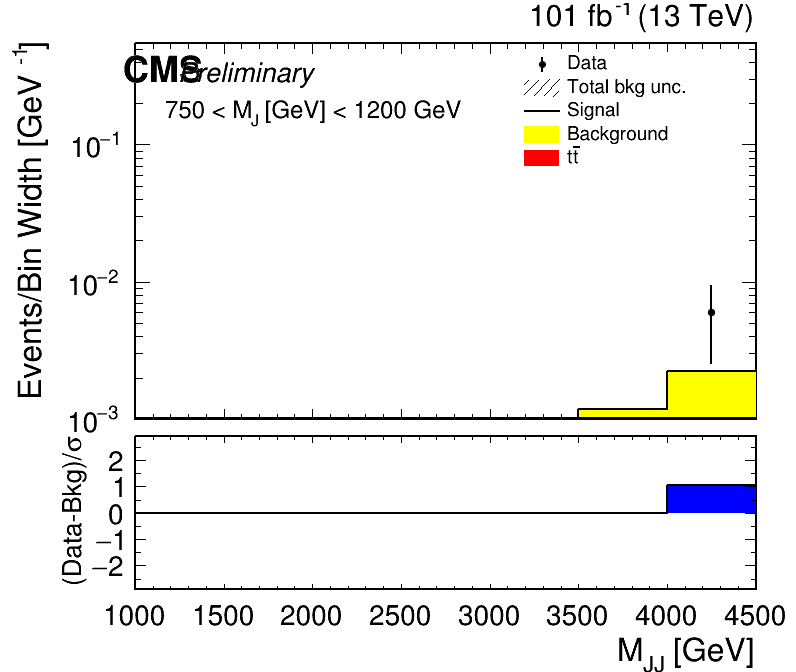 101 fb⁻¹ (13 TeV)
CMS Preliminary
750 < M_J [GeV] < 1200 GeV
Data
Total bkg unc.
Signal
Background
tt̄
Events/Bin Width [GeV⁻¹]
10⁻¹
10⁻²
10⁻³
(Data-Bkg)/σ
2
1
0
−1
−2
1000 1500 2000 2500 3000 3500 4000 4500
M_JJ [GeV]